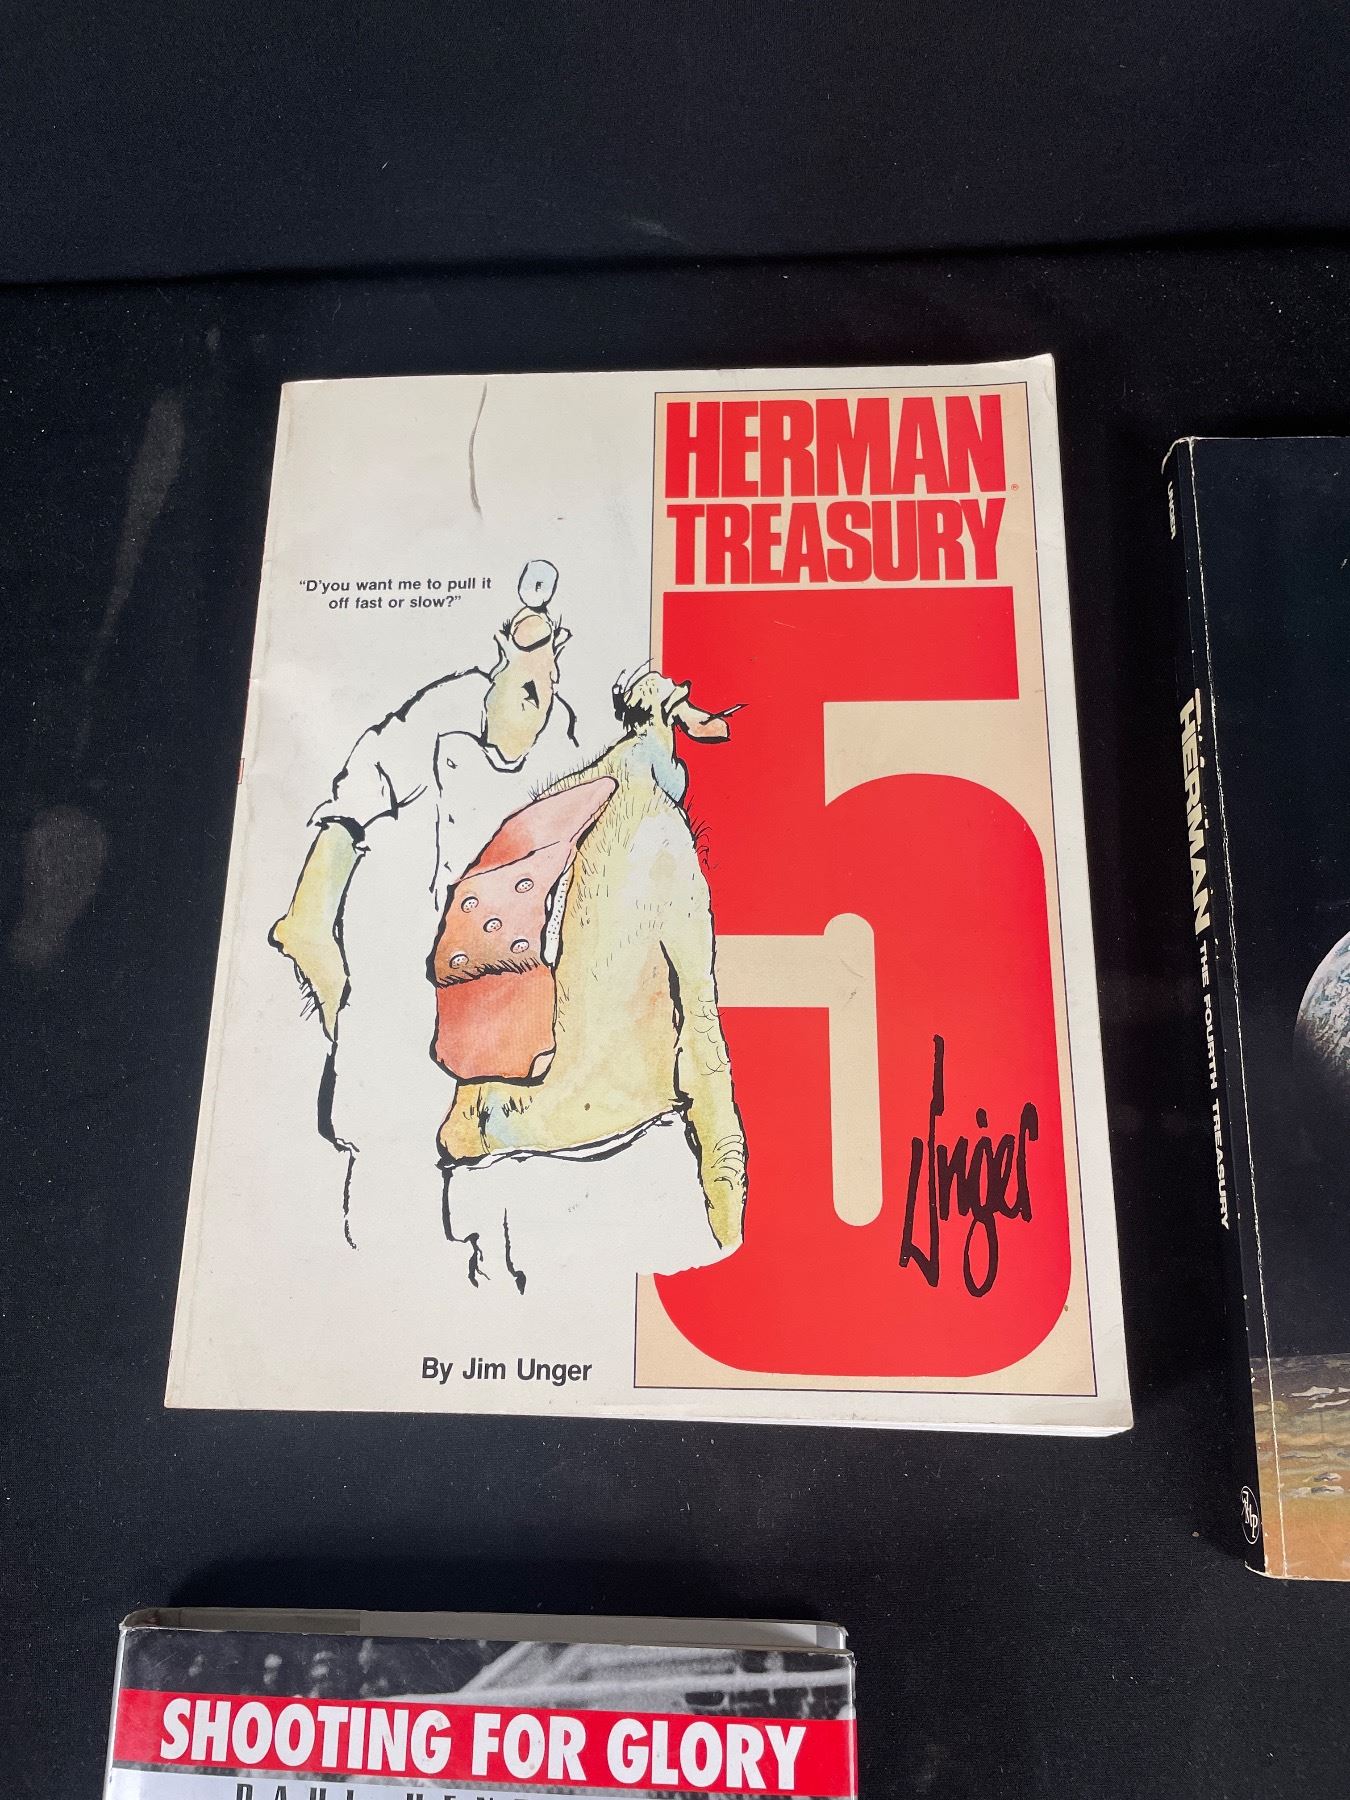 HERMAN®
TREASURY
5
"D'you want me to pull it
off fast or slow?"
Unger
By Jim Unger
UNGER
HERMAN THE FOURTH TREASURY
SHOOTING FOR GLORY
PAUL